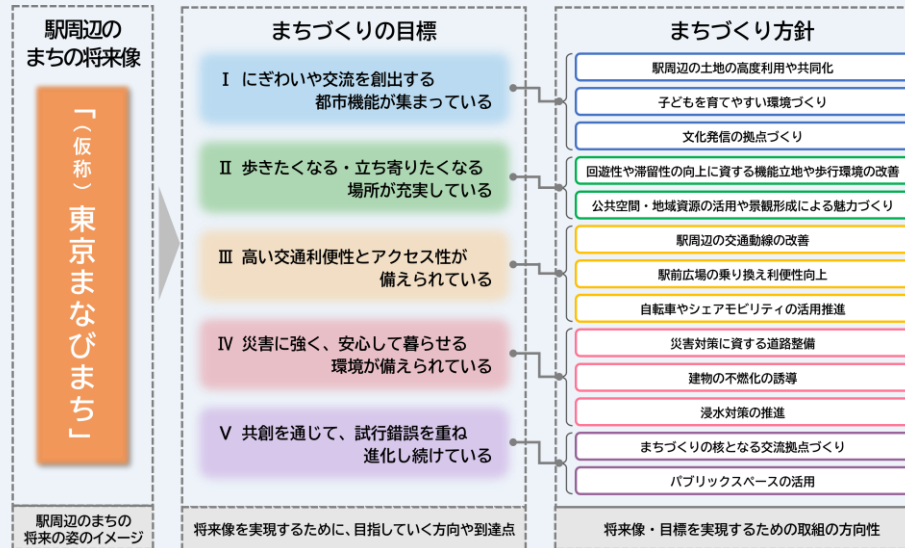 駅周辺の
まちの将来像
「（仮称）東京まなびまち」
駅周辺のまちの
将来の姿のイメージ
まちづくりの目標
Ⅰ にぎわいや交流を創出する
都市機能が集まっている
Ⅱ 歩きたくなる・立ち寄りたくなる
場所が充実している
Ⅲ 高い交通利便性とアクセス性が
備えられている
Ⅳ 災害に強く、安心して暮らせる
環境が備えられている
Ⅴ 共創を通じて、試行錯誤を重ね
進化し続けている
将来像を実現するために、目指していく方向や到達点
まちづくり方針
駅周辺の土地の高度利用や共同化
子どもを育てやすい環境づくり
文化発信の拠点づくり
回遊性や滞留性の向上に資する機能立地や歩行環境の改善
公共空間・地域資源の活用や景観形成による魅力づくり
駅周辺の交通動線の改善
駅前広場の乗り換え利便性向上
自転車やシェアモビリティの活用推進
災害対策に資する道路整備
建物の不燃化の誘導
浸水対策の推進
まちづくりの核となる交流拠点づくり
パブリックスペースの活用
将来像・目標を実現するための取組の方向性